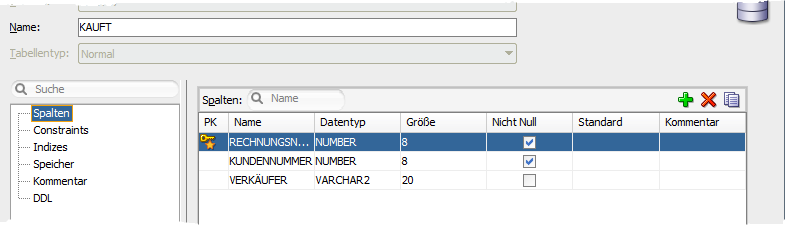 Name: KAUFT
Tabellentyp: Normal
Suche
Spalten
Constraints
Indizes
Speicher
Kommentar
DDL
Spalten: Name
PK Name Datentyp Größe Nicht Null Standard Kommentar
RECHNUNGSN... NUMBER 8
KUNDENNUMMER NUMBER 8
VERKÄUFER VARCHAR2 20